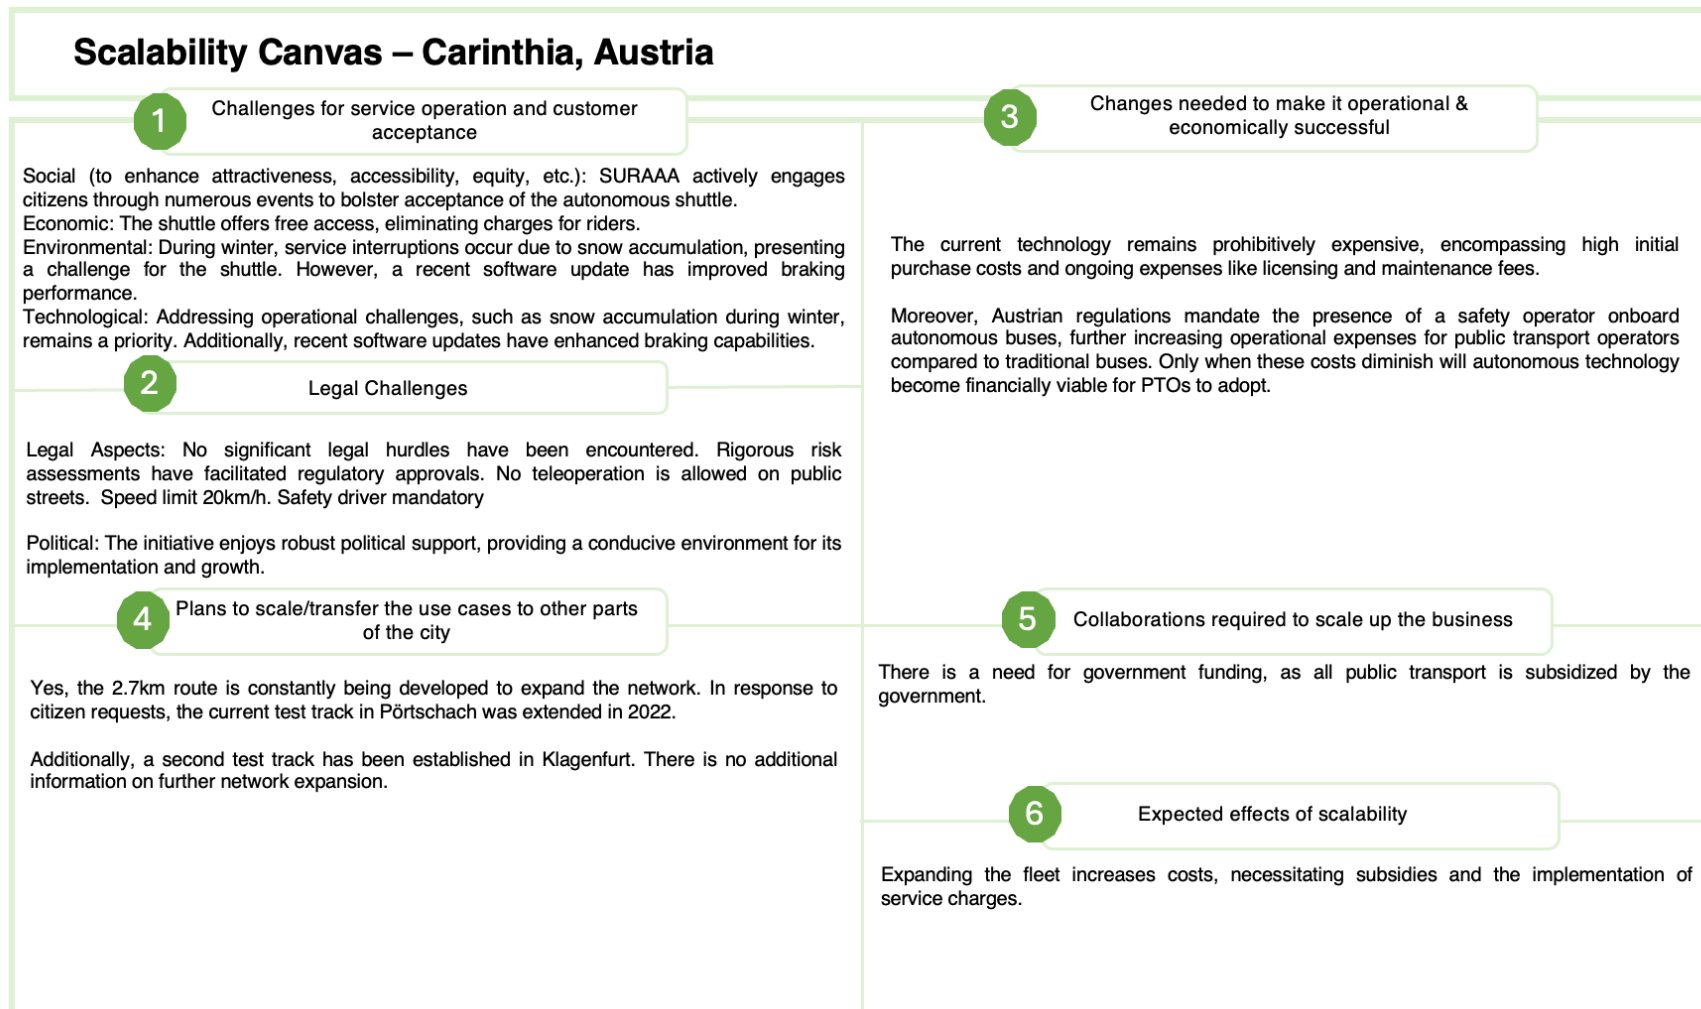 Scalability Canvas – Carinthia, Austria
1
Challenges for service operation and customer
acceptance
Social (to enhance attractiveness, accessibility, equity, etc.): SURAAA actively engages
citizens through numerous events to bolster acceptance of the autonomous shuttle.
Economic: The shuttle offers free access, eliminating charges for riders.
Environmental: During winter, service interruptions occur due to snow accumulation, presenting
a challenge for the shuttle. However, a recent software update has improved braking
performance.
Technological: Addressing operational challenges, such as snow accumulation during winter,
remains a priority. Additionally, recent software updates have enhanced braking capabilities.
2
Legal Challenges
Legal Aspects: No significant legal hurdles have been encountered. Rigorous risk
assessments have facilitated regulatory approvals. No teleoperation is allowed on public
streets. Speed limit 20km/h. Safety driver mandatory
Political: The initiative enjoys robust political support, providing a conducive environment for its
implementation and growth.
3
Changes needed to make it operational &
economically successful
The current technology remains prohibitively expensive, encompassing high initial
purchase costs and ongoing expenses like licensing and maintenance fees.
Moreover, Austrian regulations mandate the presence of a safety operator onboard
autonomous buses, further increasing operational expenses for public transport operators
compared to traditional buses. Only when these costs diminish will autonomous technology
become financially viable for PTOs to adopt.
4
Plans to scale/transfer the use cases to other parts
of the city
Yes, the 2.7km route is constantly being developed to expand the network. In response to
citizen requests, the current test track in Pörtschach was extended in 2022.
Additionally, a second test track has been established in Klagenfurt. There is no additional
information on further network expansion.
5
Collaborations required to scale up the business
There is a need for government funding, as all public transport is subsidized by the
government.
6
Expected effects of scalability
Expanding the fleet increases costs, necessitating subsidies and the implementation of
service charges.